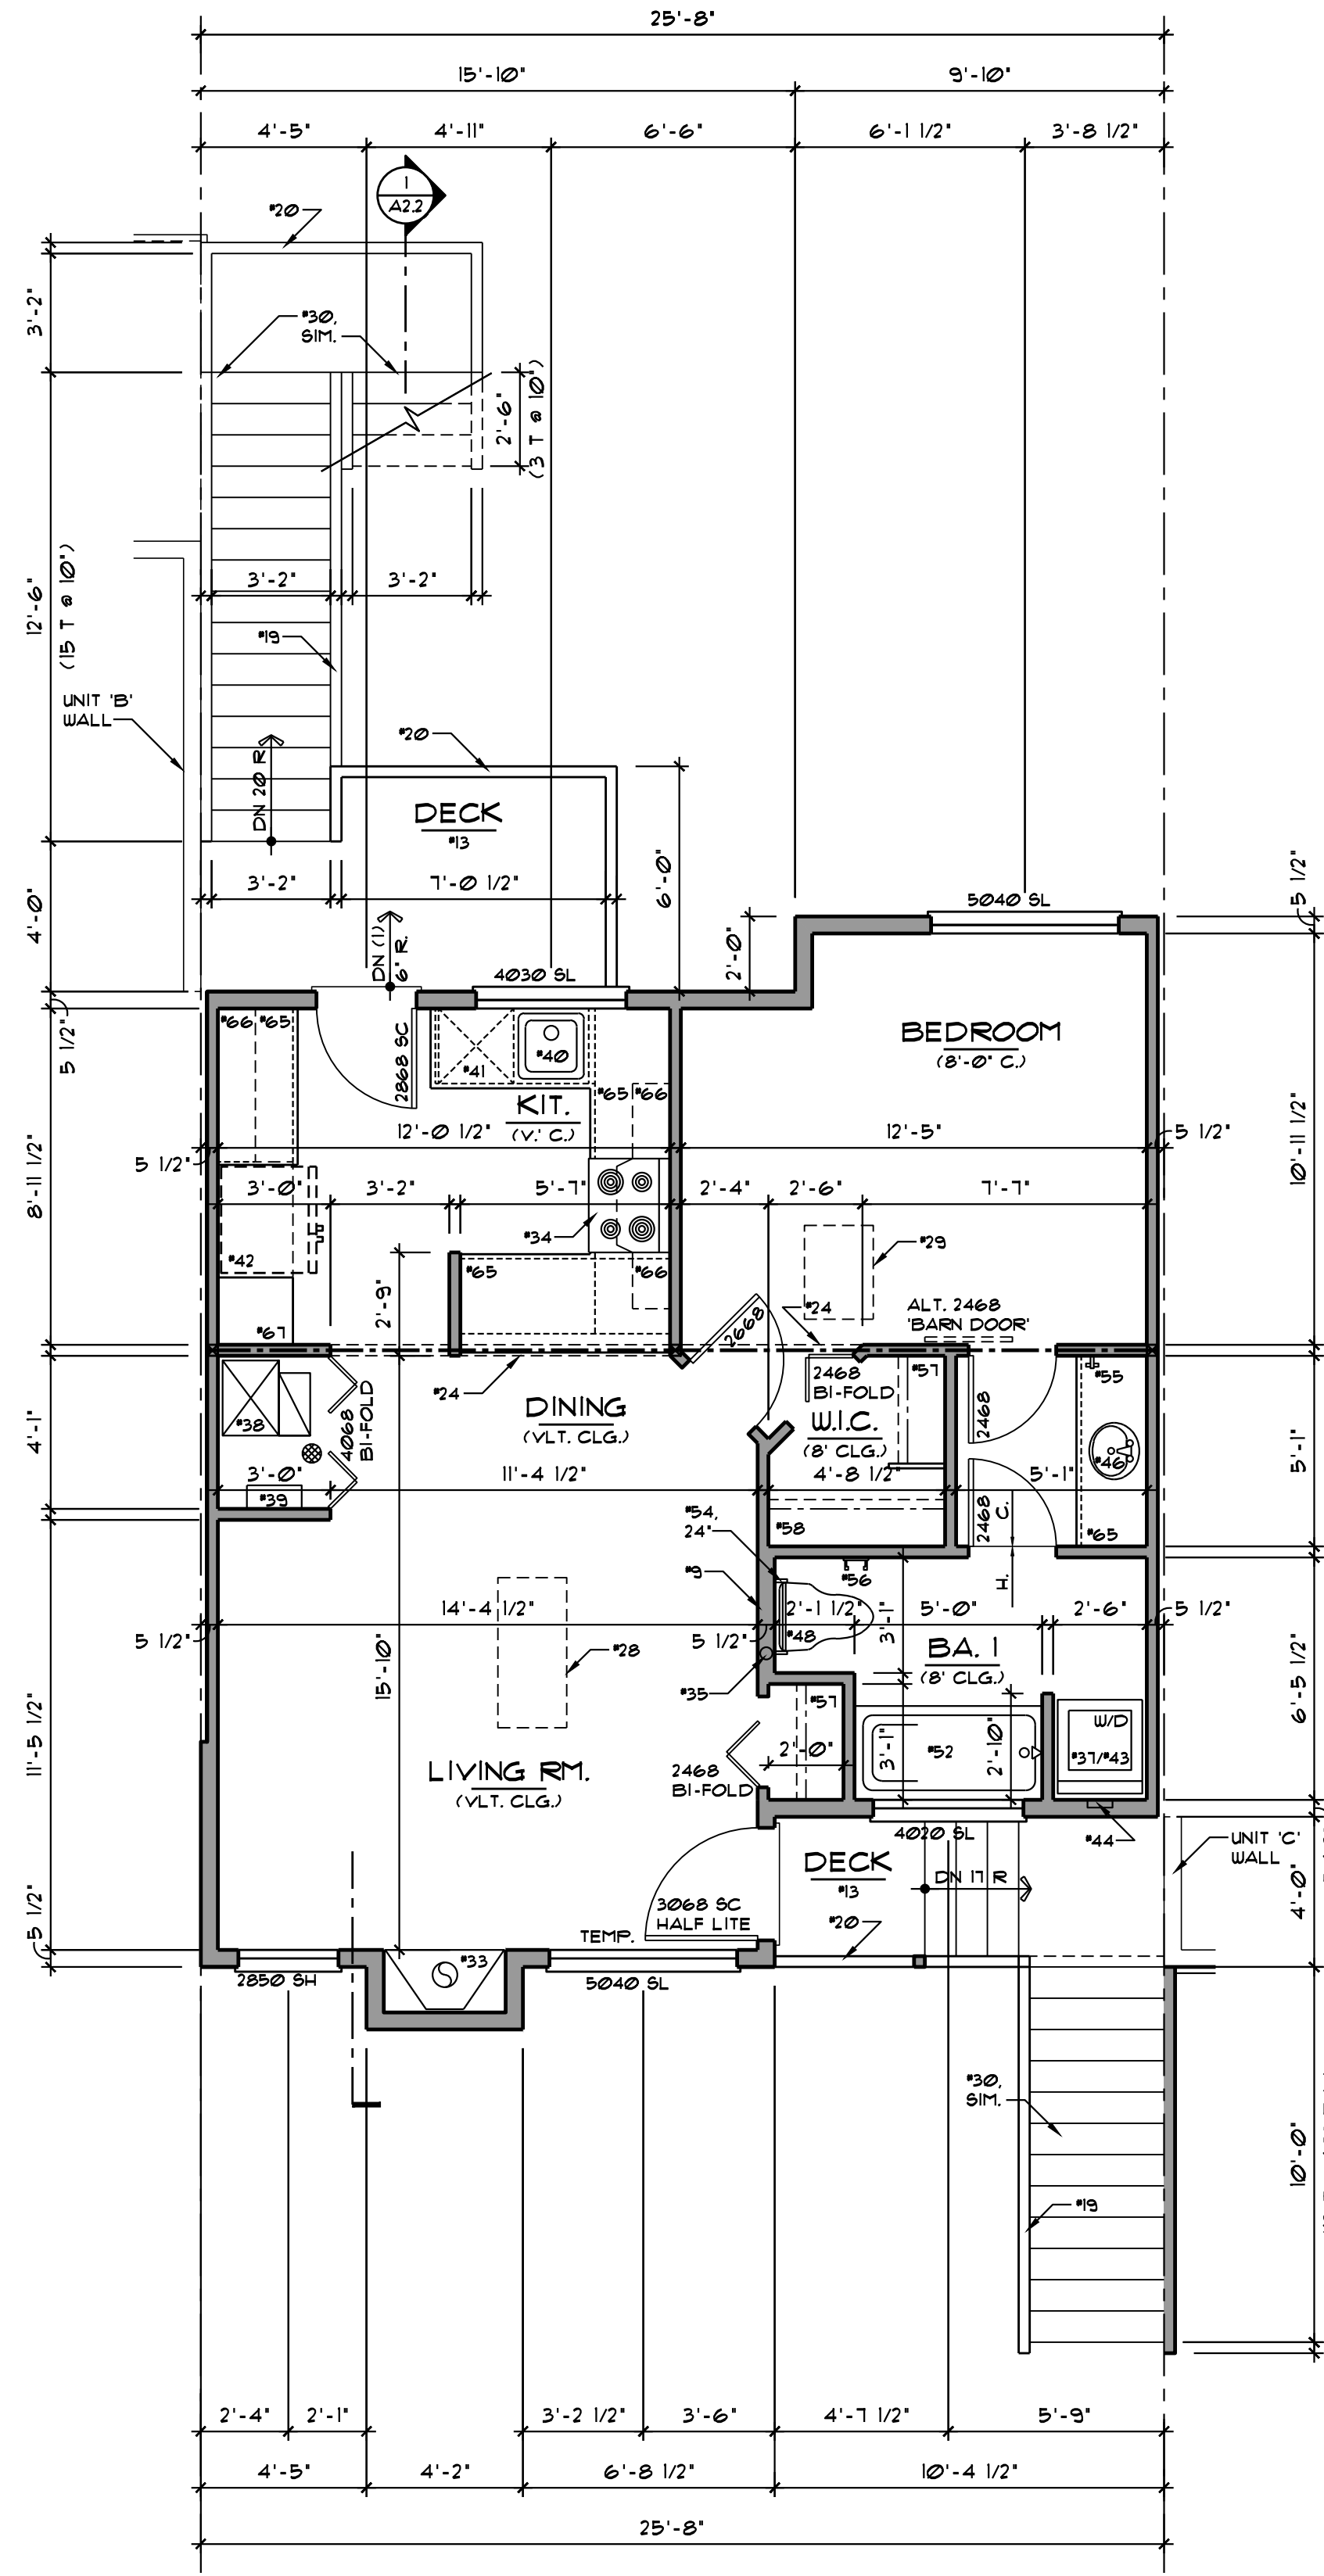 25'-8"
15'-10" 9'-10"
4'-5" 4'-11" 6'-6" 6'-1 1/2" 3'-8 1/2"
1
A2.2
#20
3'-2"
#30,
SIM.
2'-6"
(3 T @ 10")
12'-6"
(15 T @ 10")
3'-2" 3'-2"
#19
UNIT 'B'
WALL
#20
DN 20 R
DECK
#13
3'-2" 7'-0 1/2"
6'-0"
4'-0"
5 1/2"
DN (1)
6" R.
4030 SL
2'-0"
5040 SL
5 1/2"
#66 #65
2868 SC
#41
#40
BEDROOM
(8'-0" C.)
KIT.
(V.' C.)
#65 #66
12'-0 1/2" 12'-5" 5 1/2"
5 1/2"
8'-11 1/2"
10'-11 1/2"
3'-0" 3'-2" 5'-7" 2'-4" 2'-6" 7'-7"
#34
#42
#29
#65 #66
2'-9"
#67
2668
#24
ALT. 2468
'BARN DOOR'
#24
#38
4068
BI-FOLD
DINING
(VLT. CLG.)
2468
BI-FOLD
#57
W.I.C.
(8' CLG.)
2468
#55
#46
4'-1"
5'-1"
3'-0" 11'-4 1/2" 4'-8 1/2" 5'-1"
#39
#54,
24"
#58
2468
C.
H.
#65
#9
#56
14'-4 1/2" 2'-1 1/2" 5'-0" 2'-6" 5 1/2"
5 1/2" 5 1/2"
#48
3'-1"
#28
BA. 1
(8' CLG.)
15'-10"
#35
#57
11'-5 1/2"
6'-5 1/2"
W/D
#37/#43
LIVING RM.
(VLT. CLG.)
2468
BI-FOLD
2'-0"
3'-1"
#52
2'-10"
4020 SL
#44
UNIT 'C'
WALL
DECK
#13
DN 17 R
4'-0"
3068 SC
HALF LITE
#20
5 1/2"
TEMP.
#33
2850 SH
5040 SL
#30,
SIM.
10'-0"
#19
2'-4" 2'-1" 3'-2 1/2" 3'-6" 4'-7 1/2" 5'-9"
4'-5" 4'-2" 6'-8 1/2" 10'-4 1/2"
25'-8"